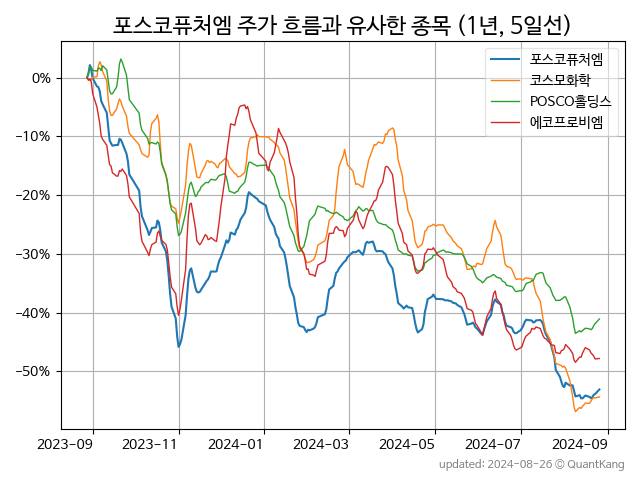 포스코퓨처엠 주가 흐름과 유사한 종목 (1년, 5일선)
포스코퓨처엠
코스모화학
POSCO홀딩스
에코프로비엠
0%
−10%
−20%
−30%
−40%
−50%
2023-09 2023-11 2024-01 2024-03 2024-05 2024-07 2024-09
updated: 2024-08-26 © QuantKang